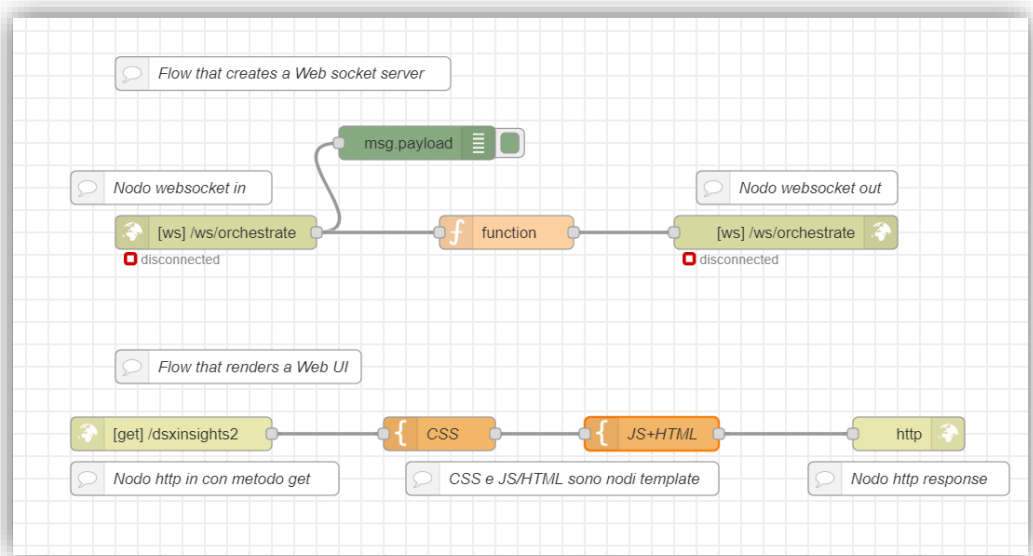 Flow that creates a Web socket server
msg.payload
Nodo websocket in
Nodo websocket out
[ws] /ws/orchestrate
function
[ws] /ws/orchestrate
disconnected
disconnected
Flow that renders a Web UI
[get] /dsxinsights2
CSS
JS+HTML
http
Nodo http in con metodo get
CSS e JS/HTML sono nodi template
Nodo http response